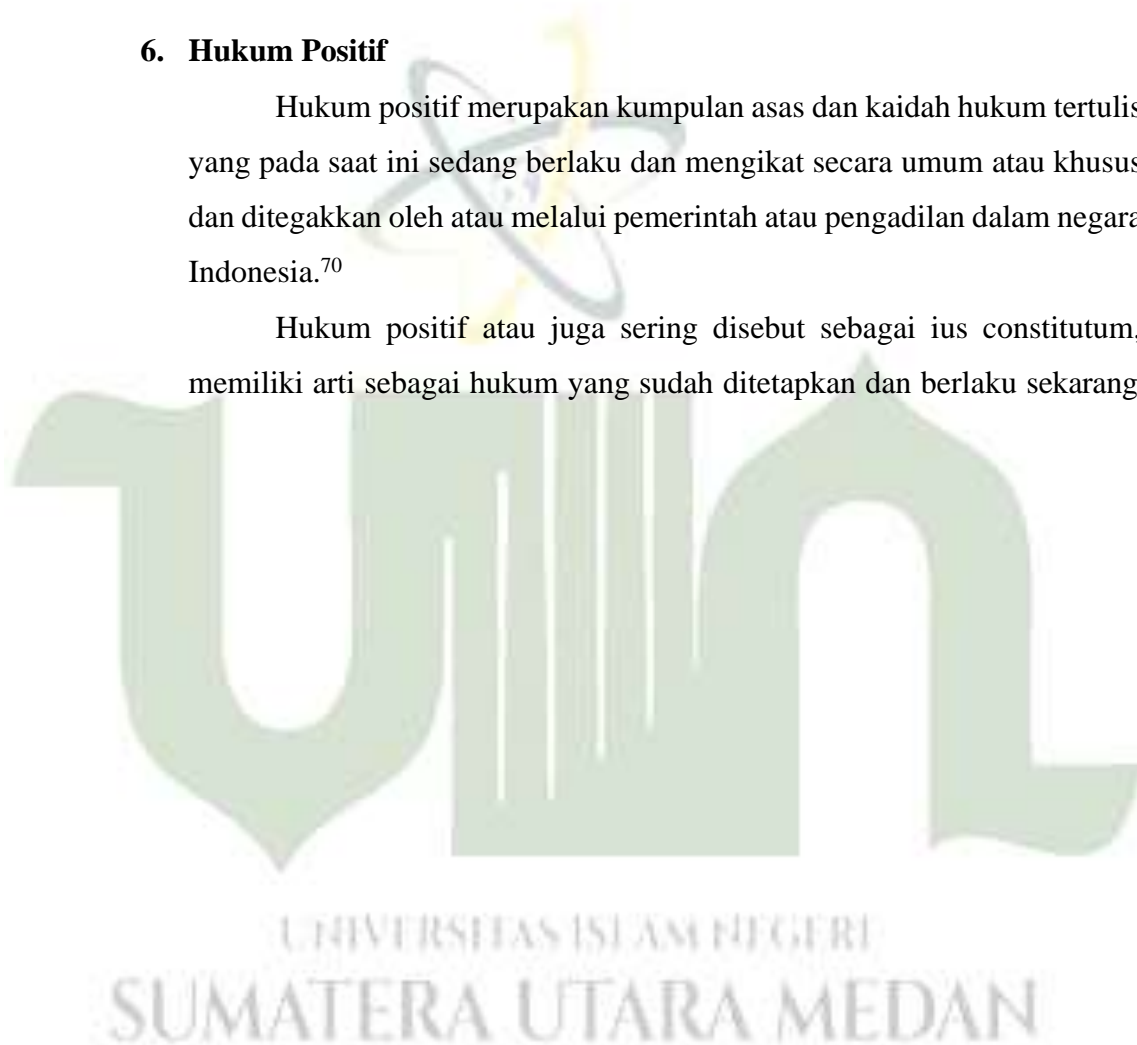 6. Hukum Positif
Hukum positif merupakan kumpulan asas dan kaidah hukum tertulis
yang pada saat ini sedang berlaku dan mengikat secara umum atau khusus
dan ditegakkan oleh atau melalui pemerintah atau pengadilan dalam negara
Indonesia.70
Hukum positif atau juga sering disebut sebagai ius constitutum,
memiliki arti sebagai hukum yang sudah ditetapkan dan berlaku sekarang
UIN
UNIVERSITAS ISLAM NEGERI
SUMATERA UTARA MEDAN